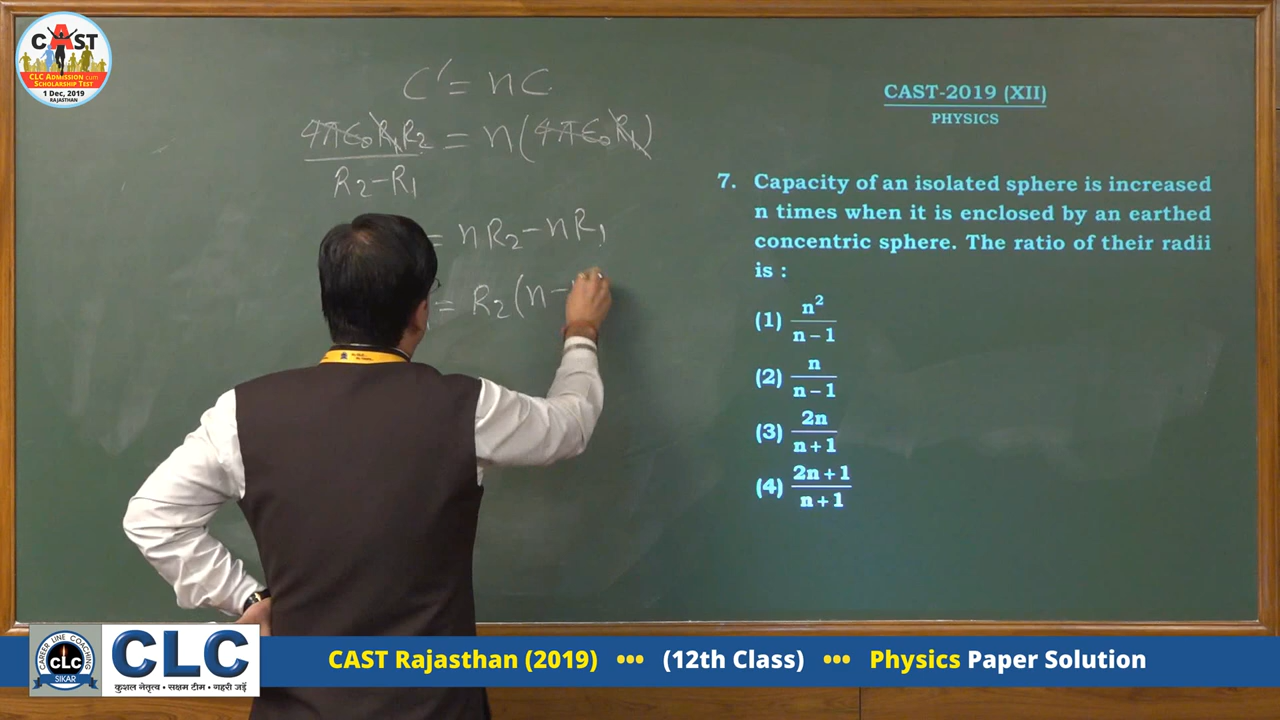 CAST
CLC ADMISSION cum
SCHOLARSHIP TEST
1 Dec, 2019
RAJASTHAN
C′ = nC
4πε₀R₁R₂ / R₂ − R₁ = n(4πε₀R₁)
= nR₂ − nR₁
= R₂(n −
CAST-2019 (XII)
PHYSICS
7. Capacity of an isolated sphere is increased
n times when it is enclosed by an earthed
concentric sphere. The ratio of their radii
is :
(1) n² / n − 1
(2) n / n − 1
(3) 2n / n + 1
(4) 2n + 1 / n + 1
CAREER LINE COACHING
CLC
SIKAR
CLC
कुशल नेतृत्व • सक्षम टीम • गहरी जड़ें
CAST Rajasthan (2019) ••• (12th Class) ••• Physics Paper Solution